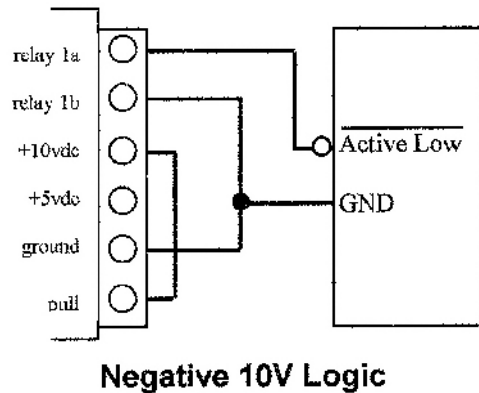 relay 1a
relay 1b
+10vdc
+5vdc
ground
pull
Active Low
GND
Negative 10V Logic